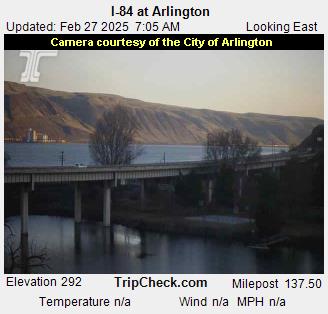 I-84 at Arlington
Updated: Feb 27 2025 7:05 AM Looking East
Camera courtesy of the City of Arlington
Elevation 292 TripCheck.com Milepost 137.50
Temperature n/a Wind n/a MPH n/a